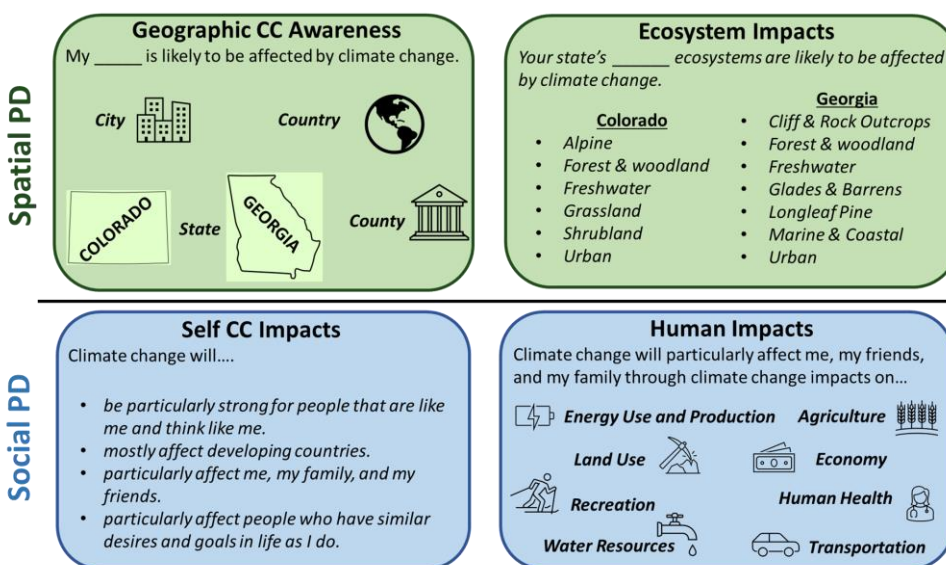 Spatial PD
Geographic CC Awareness
My _____ is likely to be affected by climate change.
City
Country
COLORADO
State
GEORGIA
County
Ecosystem Impacts
Your state's _______ ecosystems are likely to be affected
by climate change.
Colorado
• Alpine
• Forest & woodland
• Freshwater
• Grassland
• Shrubland
• Urban
Georgia
• Cliff & Rock Outcrops
• Forest & woodland
• Freshwater
• Glades & Barrens
• Longleaf Pine
• Marine & Coastal
• Urban
Social PD
Self CC Impacts
Climate change will....
• be particularly strong for people that are like
me and think like me.
• mostly affect developing countries.
• particularly affect me, my family, and my
friends.
• particularly affect people who have similar
desires and goals in life as I do.
Human Impacts
Climate change will particularly affect me, my friends,
and my family through climate change impacts on…
Energy Use and Production
Agriculture
Land Use
Economy
Recreation
Human Health
Water Resources
Transportation